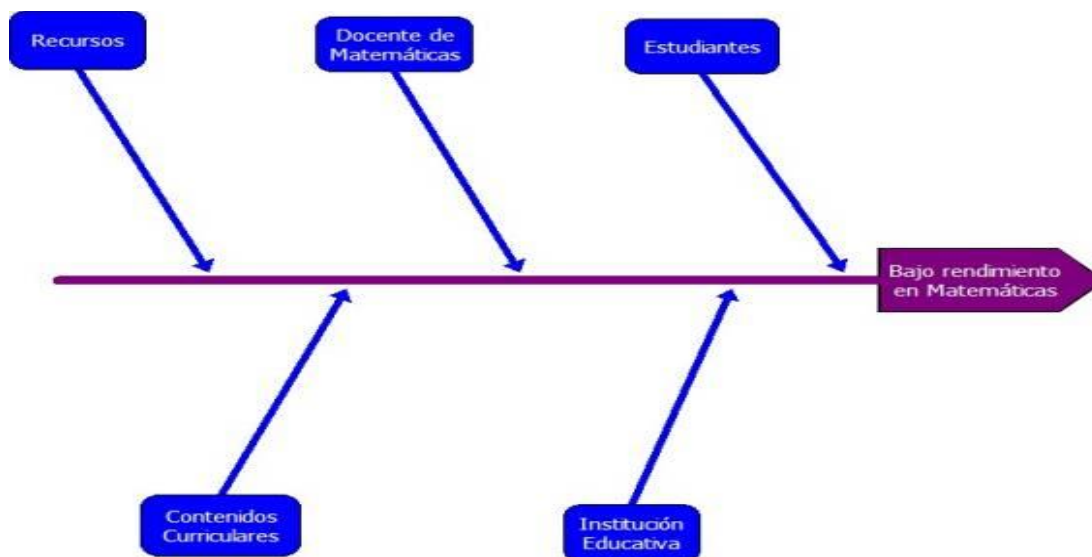 Recursos
Docente de
Matemáticas
Estudiantes
Bajo rendimiento
en Matemáticas
Contenidos
Curriculares
Institución
Educativa